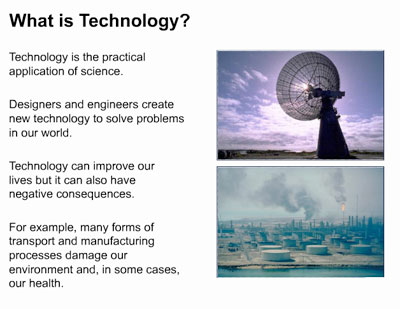 What is Technology?
Technology is the practical
application of science.
Designers and engineers create
new technology to solve problems
in our world.
Technology can improve our
lives but it can also have
negative consequences.
For example, many forms of
transport and manufacturing
processes damage our
environment and, in some cases,
our health.